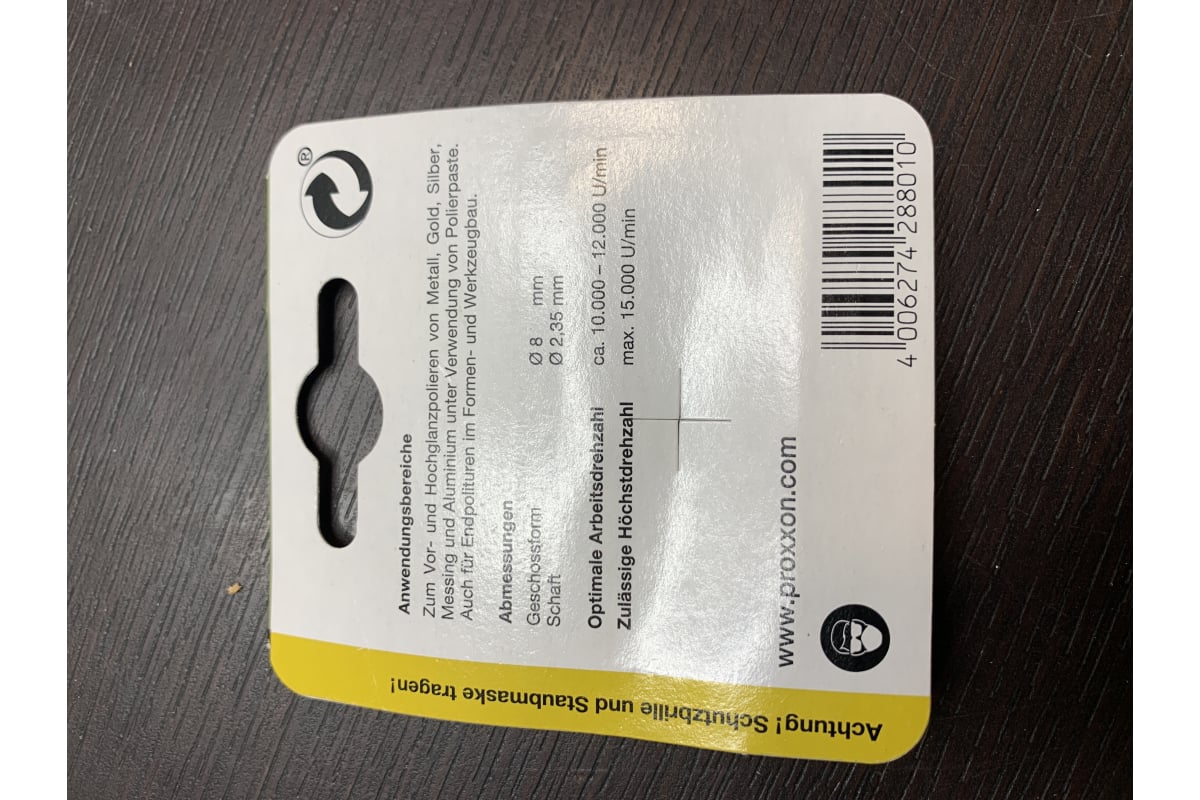 ®
Anwendungsbereiche
Zum Vor- und Hochglanzpolieren von Metall, Gold, Silber,
Messing und Aluminium unter Verwendung von Polierpaste.
Auch für Endpolituren im Formen- und Werkzeugbau.
Abmessungen
Geschossform Ø 8 mm
Schaft Ø 2,35 mm
Optimale Arbeitsdrehzahl ca. 10.000 – 12.000 U/min
Zulässige Höchstdrehzahl max. 15.000 U/min
www.proxxon.com
4 006274 288010
Achtung! Schutzbrille und Staubmaske tragen!